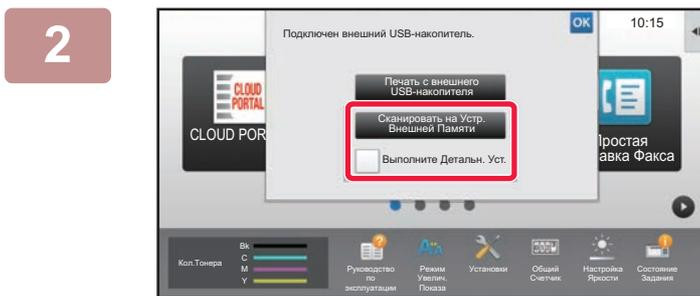 2
Подключен внешний USB-накопитель.
OK
10:15
Печать с внешнего
USB-накопителя
CLOUD
PORTAL
Сканировать на Устр.
Внешней Памяти
CLOUD POR
Простая
авка Факса
Выполните Детальн. Уст.
Кол.Тонера
Bk
C
M
Y
Руководство
по
эксплуатации
Режим
Увелич.
Показа
Установки
Общий
Счетчик
Настройка
Яркости
Состояние
Задания